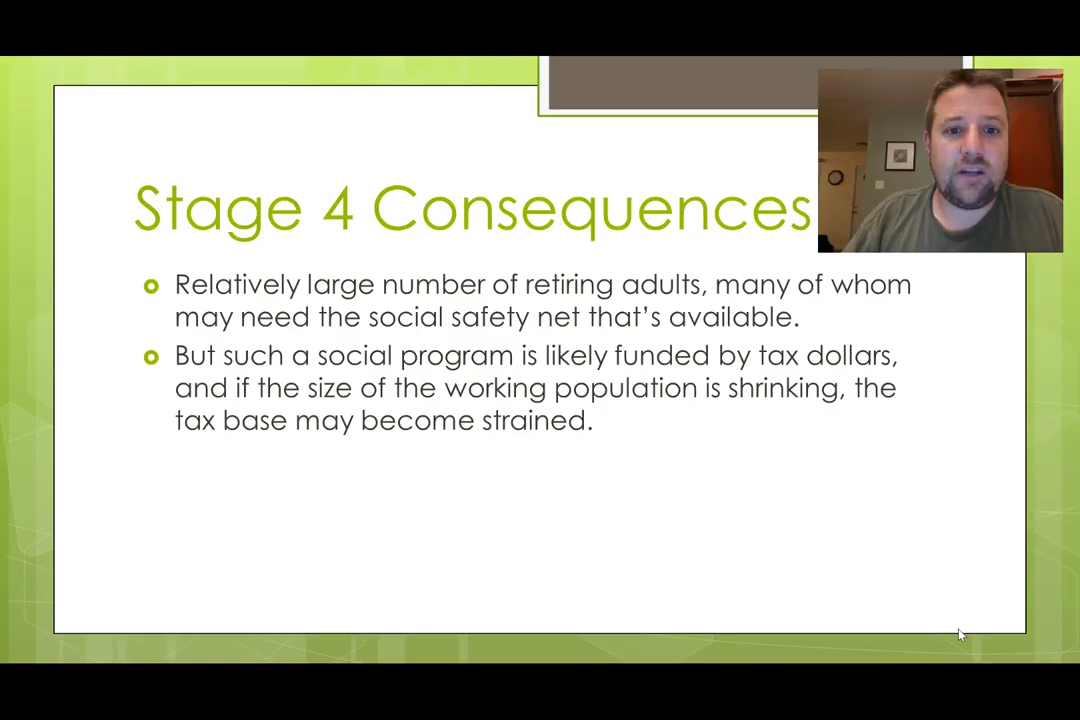 Stage 4 Consequences
Relatively large number of retiring adults, many of whom
may need the social safety net that’s available.
But such a social program is likely funded by tax dollars,
and if the size of the working population is shrinking, the
tax base may become strained.